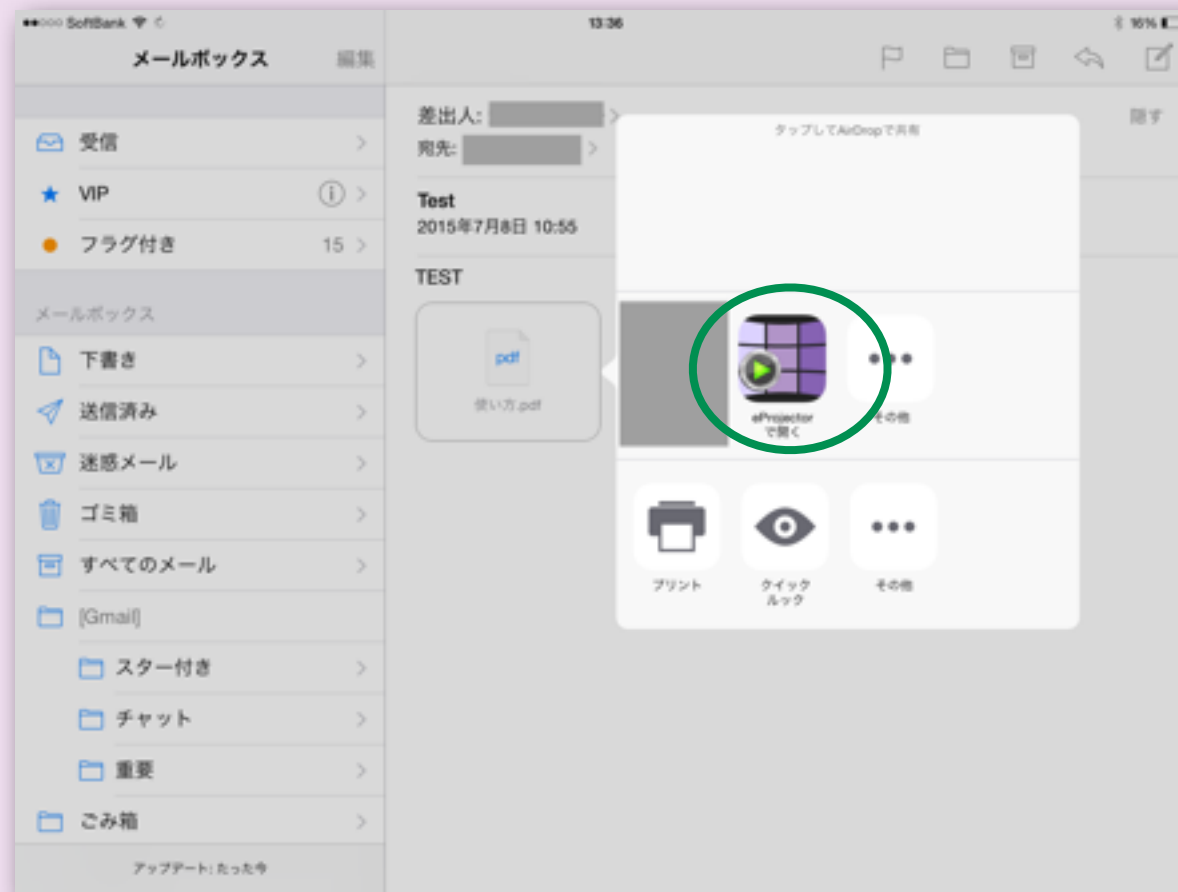 SoftBank
13:36
16%
メールボックス
編集
受信
VIP
フラグ付き
15
メールボックス
下書き
送信済み
迷惑メール
ゴミ箱
すべてのメール
[Gmail]
スター付き
チャット
重要
ごみ箱
アップデート: たった今
差出人:
隠す
宛先:
Test
2015年7月8日 10:55
TEST
pdf
使い方.pdf
タップしてAirDropで共有
eProjector
で開く
その他
プリント
クイック
ルック
その他